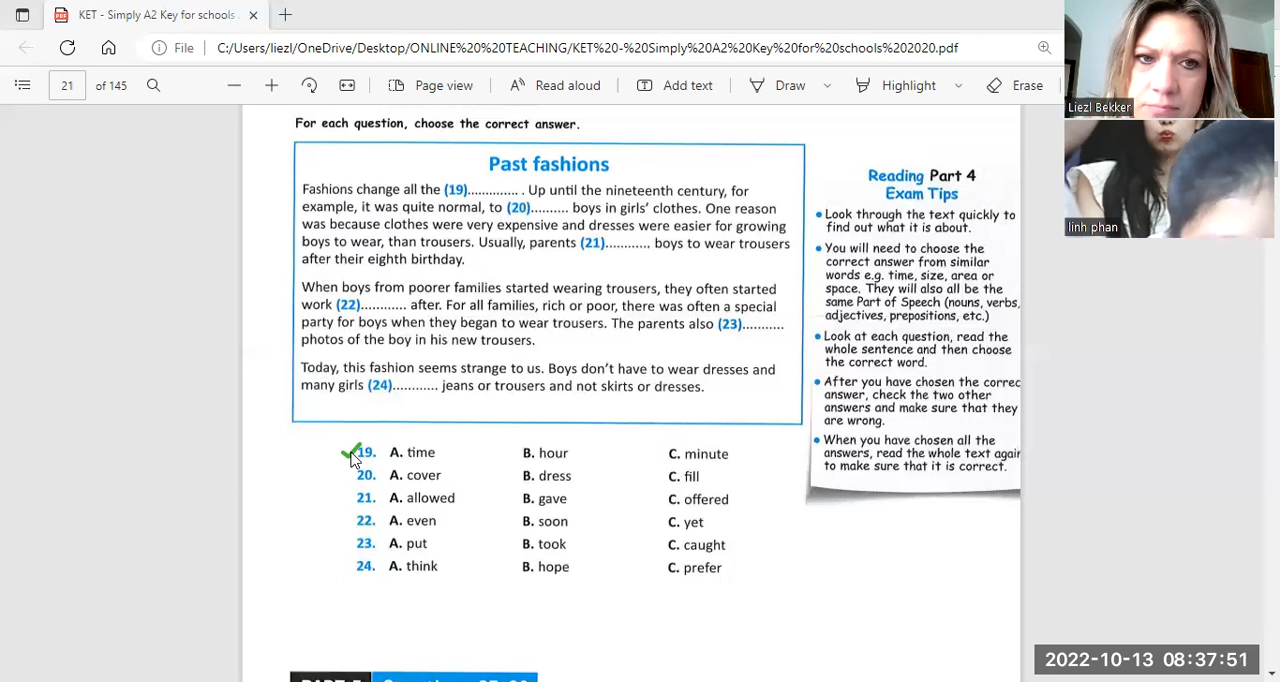 KET - Simply A2 Key for schools
File C:/Users/liezl/OneDrive/Desktop/ONLINE%20%20TEACHING/KET%20-%20Simply%20A2%20Key%20for%20schools%202020.pdf
21 of 145 Page view Read aloud Add text Draw Highlight Erase
Liezl Bekker
linh phan
For each question, choose the correct answer.
Past fashions
Fashions change all the (19).............. . Up until the nineteenth century, for
example, it was quite normal, to (20).......... boys in girls' clothes. One reason
was because clothes were very expensive and dresses were easier for growing
boys to wear, than trousers. Usually, parents (21)........... boys to wear trousers
after their eighth birthday.
When boys from poorer families started wearing trousers, they often started
work (22)............ after. For all families, rich or poor, there was often a special
party for boys when they began to wear trousers. The parents also (23)...........
photos of the boy in his new trousers.
Today, this fashion seems strange to us. Boys don't have to wear dresses and
many girls (24)............ jeans or trousers and not skirts or dresses.
Reading Part 4
Exam Tips
• Look through the text quickly to
find out what it is about.
• You will need to choose the
correct answer from similar
words e.g. time, size, area or
space. They will also all be the
same Part of Speech (nouns, verbs,
adjectives, prepositions, etc.)
• Look at each question, read the
whole sentence and then choose
the correct word.
• After you have chosen the correc
answer, check the two other
answers and make sure that they
are wrong.
• When you have chosen all the
answers, read the whole text again
to make sure that it is correct.
19. A. time B. hour C. minute
20. A. cover B. dress C. fill
21. A. allowed B. gave C. offered
22. A. even B. soon C. yet
23. A. put B. took C. caught
24. A. think B. hope C. prefer
2022-10-13 08:37:51